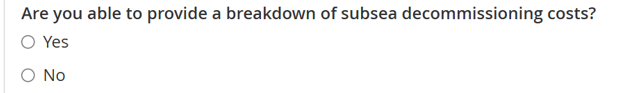 Are you able to provide a breakdown of subsea decommissioning costs?
Yes
No